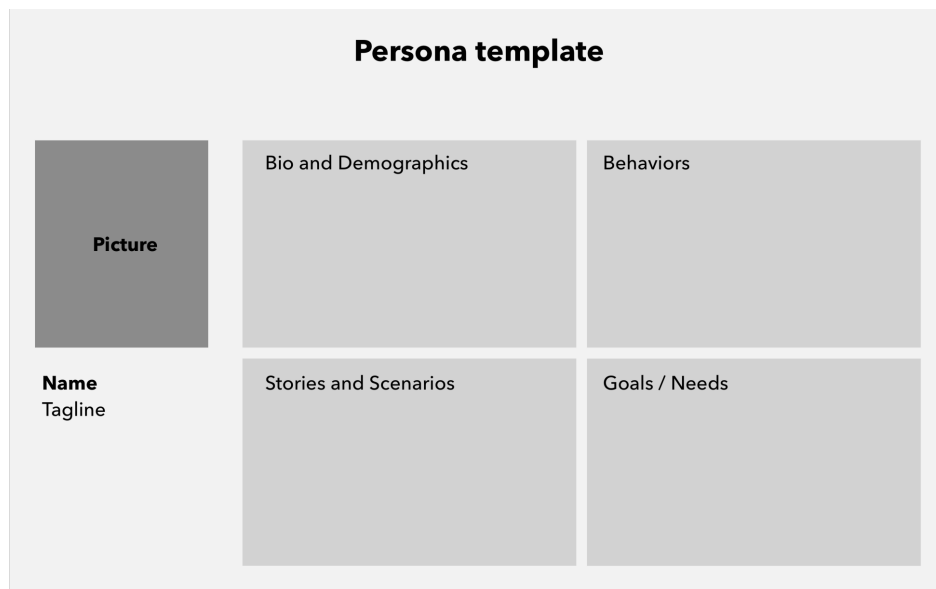 Persona template
Picture
Name
Tagline
Bio and Demographics
Behaviors
Stories and Scenarios
Goals / Needs